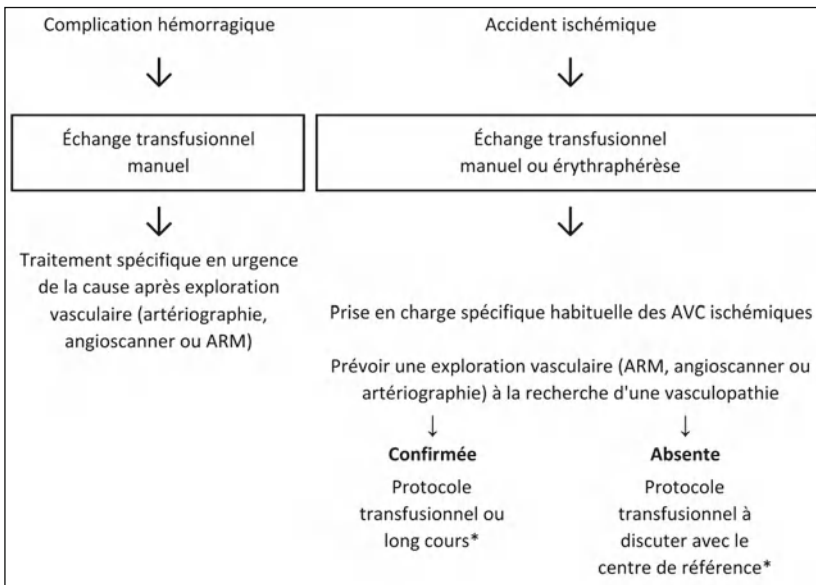 Complication hémorragique
Accident ischémique
↓
↓
Échange transfusionnel
manuel
Échange transfusionnel
manuel ou érythraphérèse
↓
↓
Traitement spécifique en urgence
de la cause après exploration
vasculaire (artériographie,
angioscanner ou ARM)
Prise en charge spécifique habituelle des AVC ischémiques
Prévoir une exploration vasculaire (ARM, angioscanner ou
artériographie) à la recherche d'une vasculopathie
↓
↓
Confirmée
Protocole
transfusionnel ou
long cours*
Absente
Protocole
transfusionnel à
discuter avec le
centre de référence*